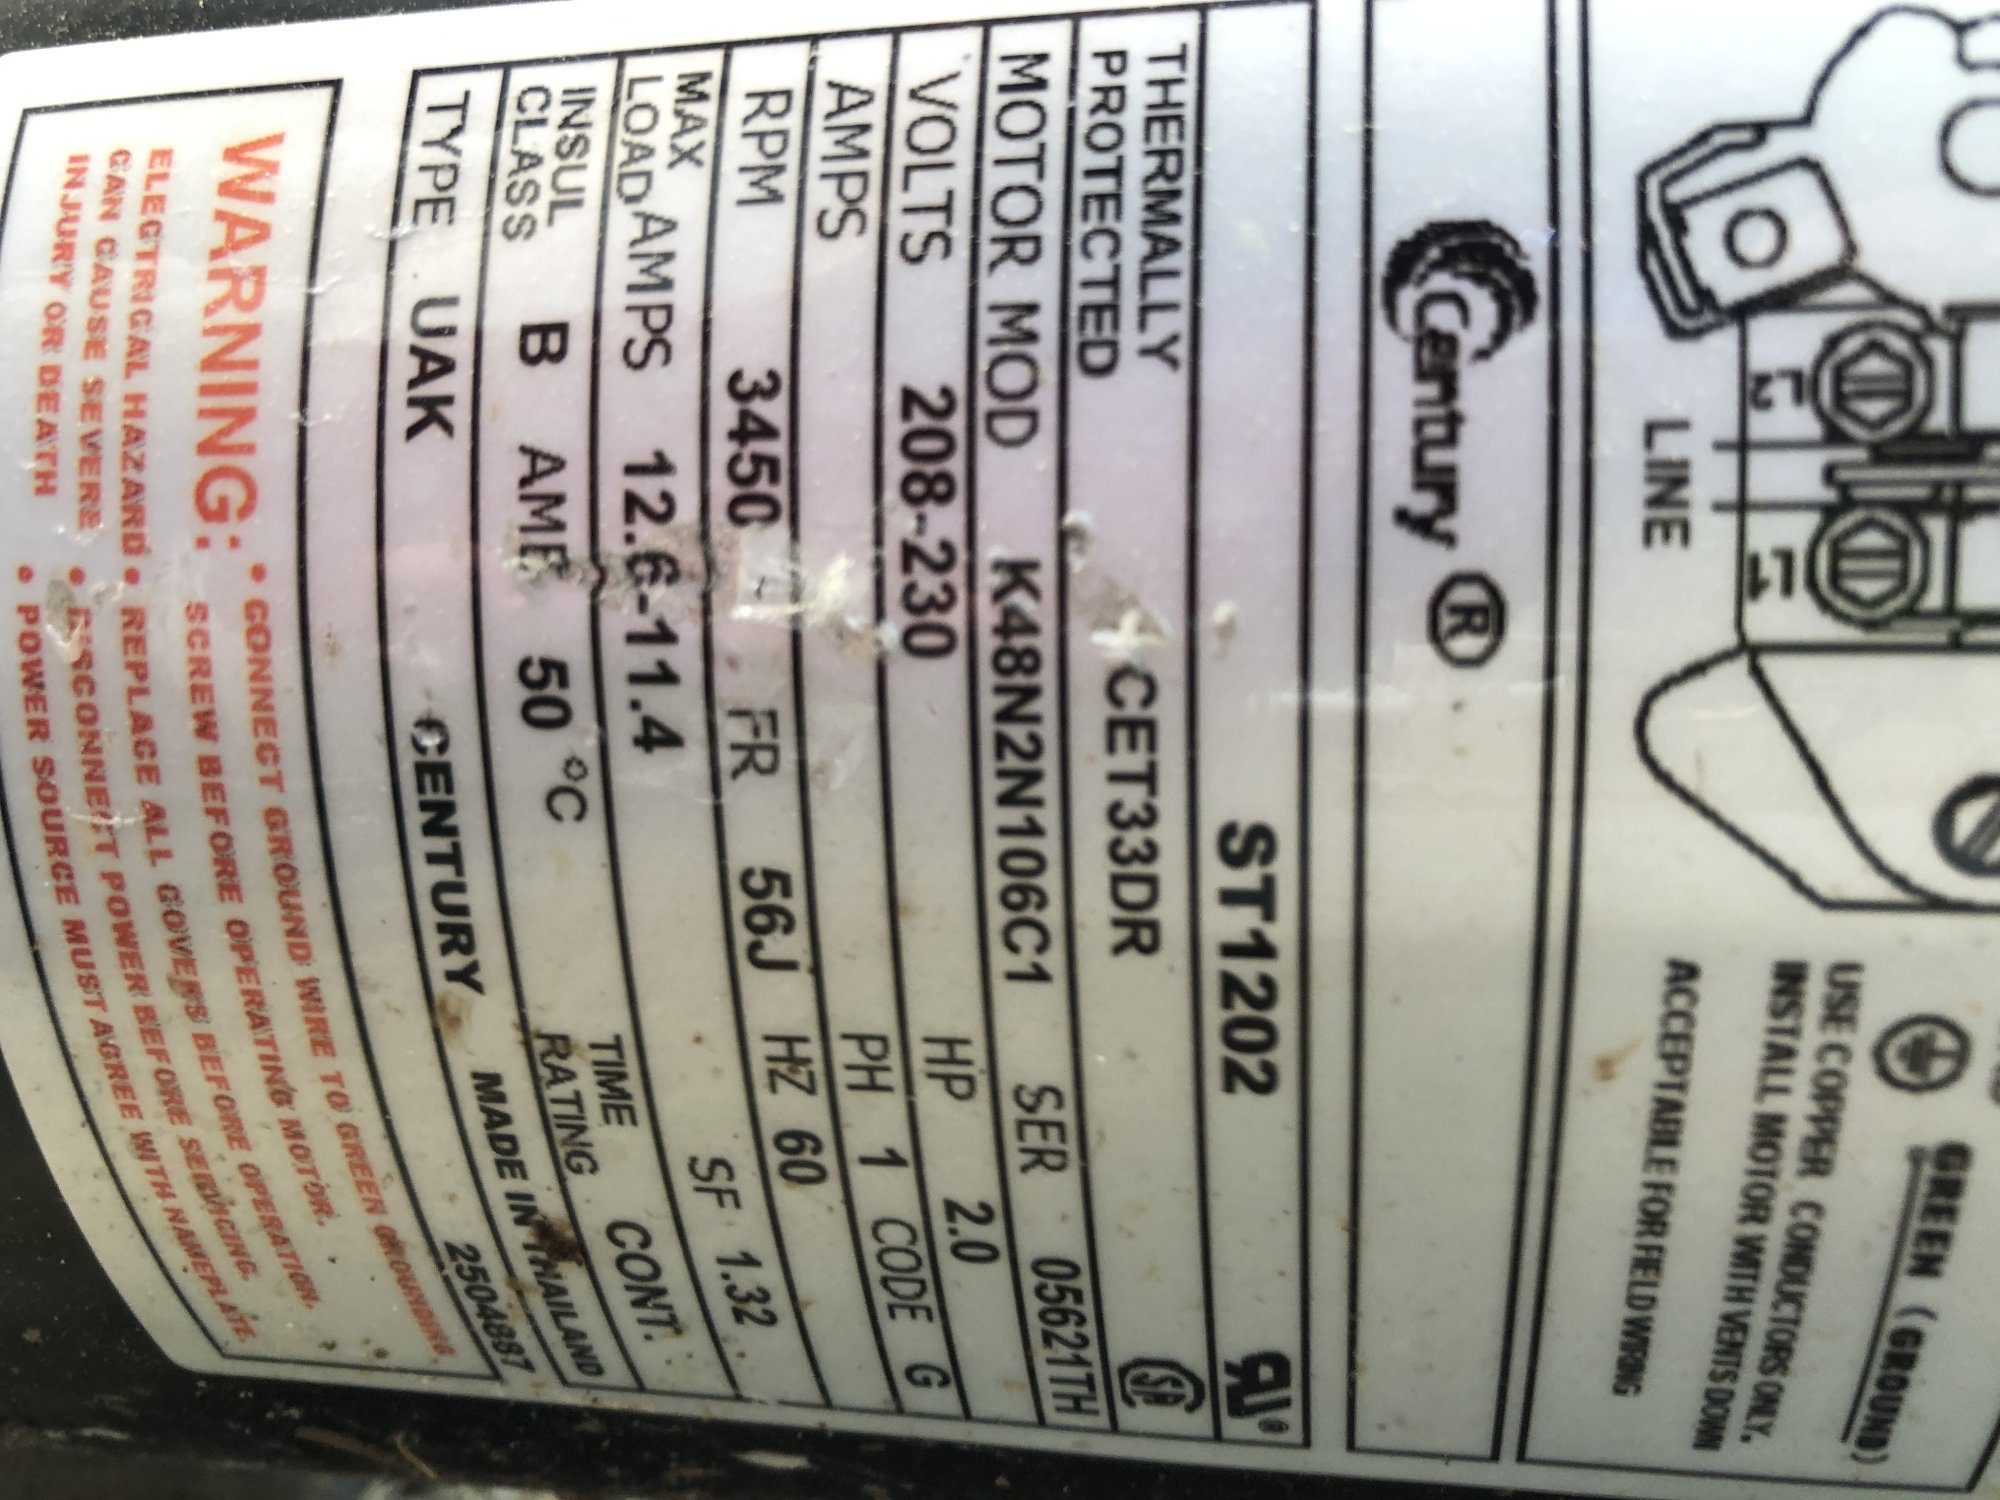 GREEN (GROUND)
USE COPPER CONDUCTORS ONLY.
INSTALL MOTOR WITH VENTS DOWN
ACCEPTABLE FOR FIELD WIRING
L2 L1
LINE
Century ®
ST1202
THERMALLY
PROTECTED CET33DR
MOTOR MOD K48N2N106C1 SER 05621TH
VOLTS 208-230 HP 2.0
AMPS PH 1 CODE G
RPM 3450 FR 56J HZ 60
MAX
LOAD AMPS 12.6-11.4 SF 1.32
INSUL
CLASS B AMB 50 °C TIME
RATING CONT.
TYPE UAK CENTURY MADE IN THAILAND
2504887
WARNING:
ELECTRICAL HAZARD
CAN CAUSE SEVERE
INJURY OR DEATH
• CONNECT GROUND WIRE TO GREEN GROUNDING
SCREW BEFORE OPERATING MOTOR.
• REPLACE ALL COVERS BEFORE OPERATION.
• DISCONNECT POWER BEFORE SERVICING.
• POWER SOURCE MUST AGREE WITH NAMEPLATE.